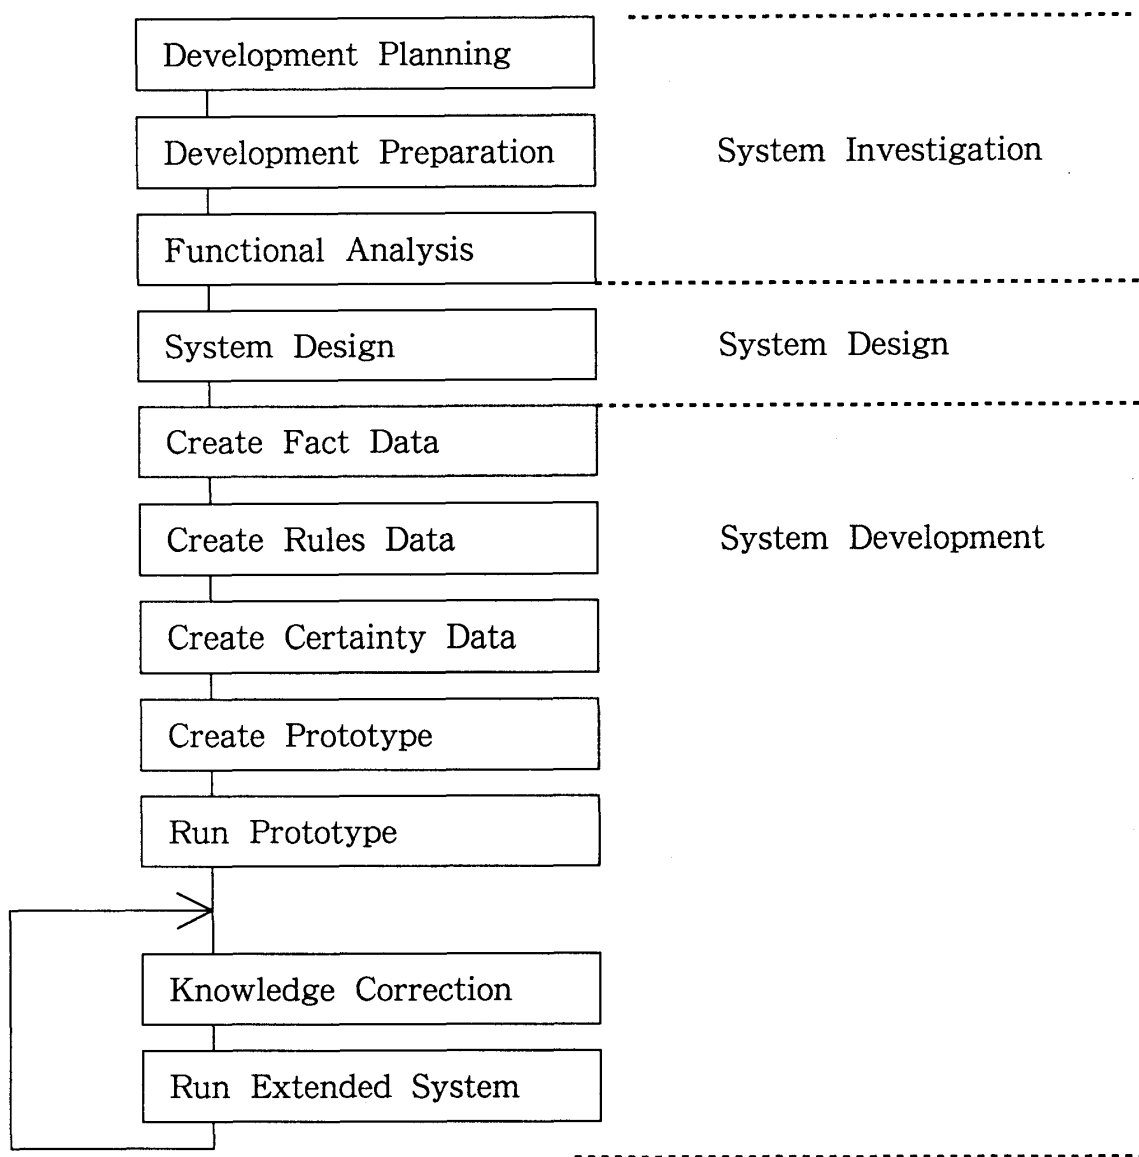 Development Planning
Development Preparation
System Investigation
Functional Analysis
System Design
System Design
Create Fact Data
Create Rules Data
System Development
Create Certainty Data
Create Prototype
Run Prototype
Knowledge Correction
Run Extended System